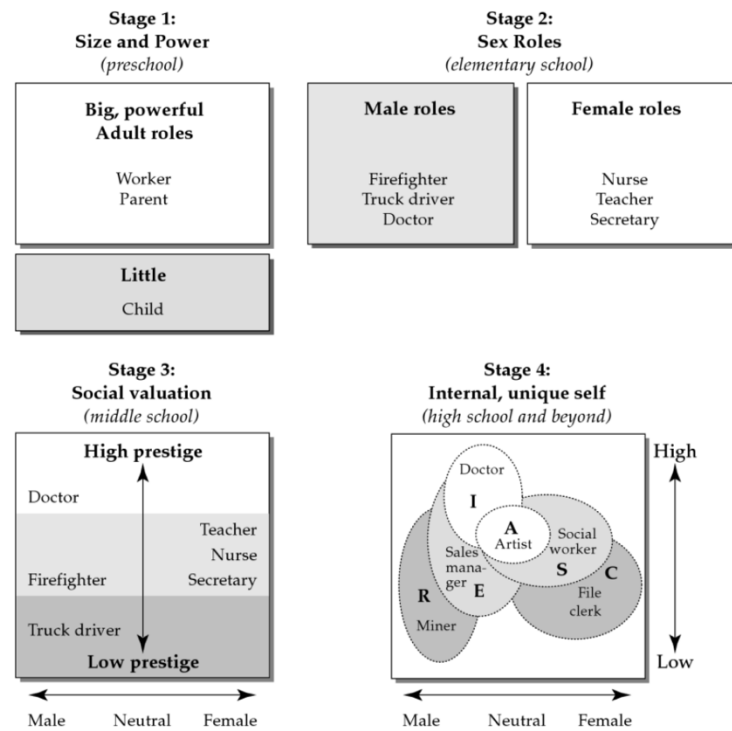 Stage 1:
Size and Power
(preschool)
Big, powerful
Adult roles
Worker
Parent
Little
Child
Stage 2:
Sex Roles
(elementary school)
Male roles
Firefighter
Truck driver
Doctor
Female roles
Nurse
Teacher
Secretary
Stage 3:
Social valuation
(middle school)
High prestige
Doctor
Teacher
Nurse
Firefighter
Secretary
Truck driver
Low prestige
Male
Neutral
Female
Stage 4:
Internal, unique self
(high school and beyond)
High
Doctor
I
A
Artist
Social
worker
S
Sales
mana-
ger
E
R
Miner
C
File
clerk
Low
Male
Neutral
Female